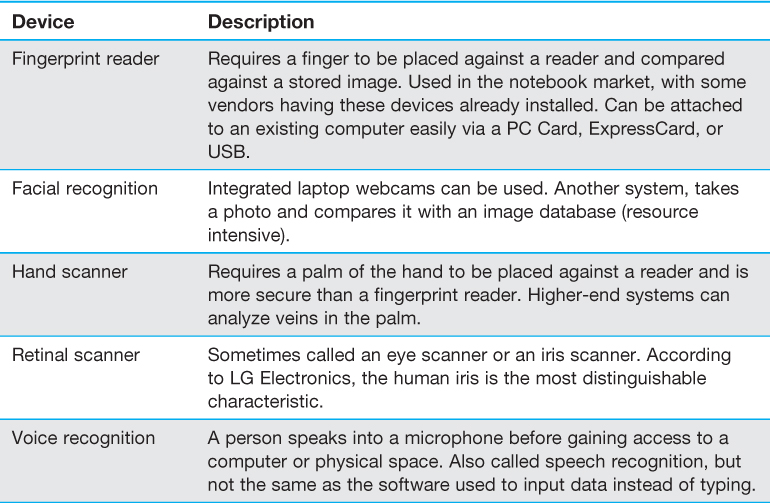 Device Description
Fingerprint reader Requires a finger to be placed against a reader and compared
against a stored image. Used in the notebook market, with some
vendors having these devices already installed. Can be attached
to an existing computer easily via a PC Card, ExpressCard, or
USB.
Facial recognition Integrated laptop webcams can be used. Another system, takes
a photo and compares it with an image database (resource
intensive).
Hand scanner Requires a palm of the hand to be placed against a reader and is
more secure than a fingerprint reader. Higher-end systems can
analyze veins in the palm.
Retinal scanner Sometimes called an eye scanner or an iris scanner. According
to LG Electronics, the human iris is the most distinguishable
characteristic.
Voice recognition A person speaks into a microphone before gaining access to a
computer or physical space. Also called speech recognition, but
not the same as the software used to input data instead of typing.